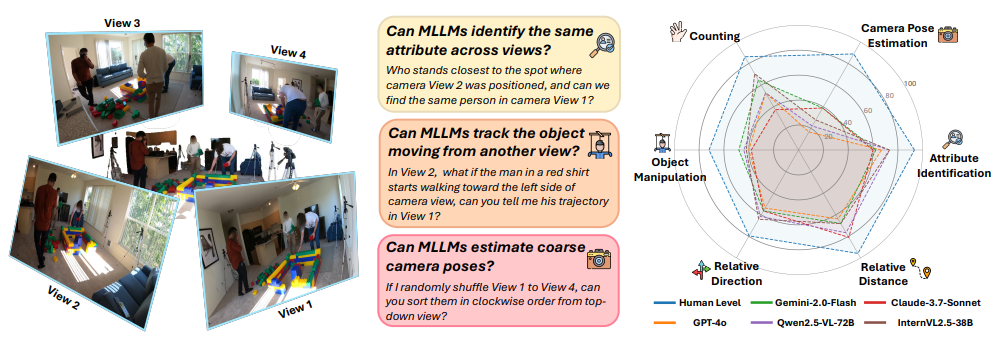 View 3
View 4
View 2
View 1
Can MLLMs identify the same
attribute across views?
Who stands closest to the spot where
camera View 2 was positioned, and can we
find the same person in camera View 1?
Can MLLMs track the object
moving from another view?
In View 2, what if the man in a red shirt
starts walking toward the left side of
camera view, can you tell me his trajectory
in View 1?
Can MLLMs estimate coarse
camera poses?
If I randomly shuffle View 1 to View 4, can
you sort them in clockwise order from top-
down view?
Counting
Camera Pose
Estimation
100
80
60
40
20
Object
Manipulation
Attribute
Identification
Relative
Direction
Relative
Distance
Human Level
Gemini-2.0-Flash
Claude-3.7-Sonnet
GPT-4o
Qwen2.5-VL-72B
InternVL2.5-38B